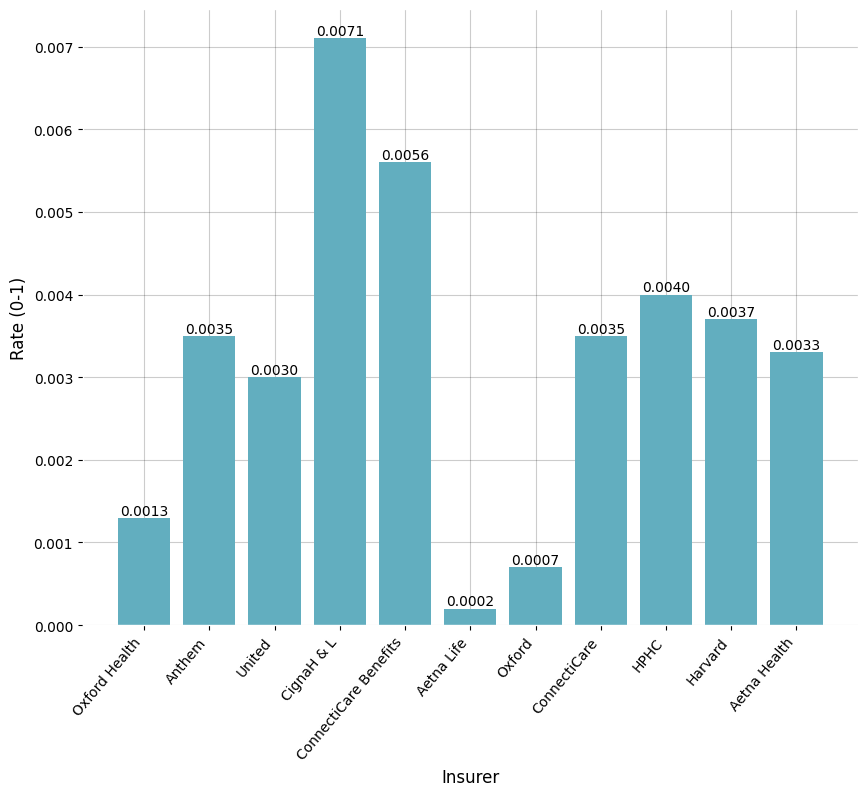 0.007
0.006
0.005
0.004
0.003
0.002
0.001
0.000
Rate (0-1)
0.0013
0.0035
0.0030
0.0071
0.0056
0.0002
0.0007
0.0035
0.0040
0.0037
0.0033
Oxford Health
Anthem
United
CignaH & L
ConnectiCare Benefits
Aetna Life
Oxford
ConnectiCare
HPHC
Harvard
Aetna Health
Insurer